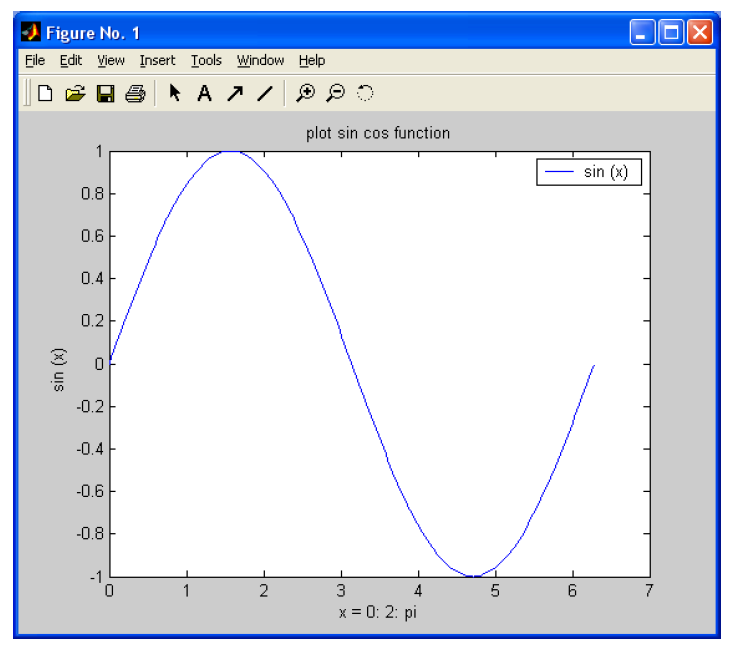 Figure No. 1
File Edit View Insert Tools Window Help
plot sin cos function
sin (x)
1
0.8
0.6
0.4
0.2
0
-0.2
-0.4
-0.6
-0.8
-1
sin (x)
0 1 2 3 4 5 6 7
x = 0: 2: pi